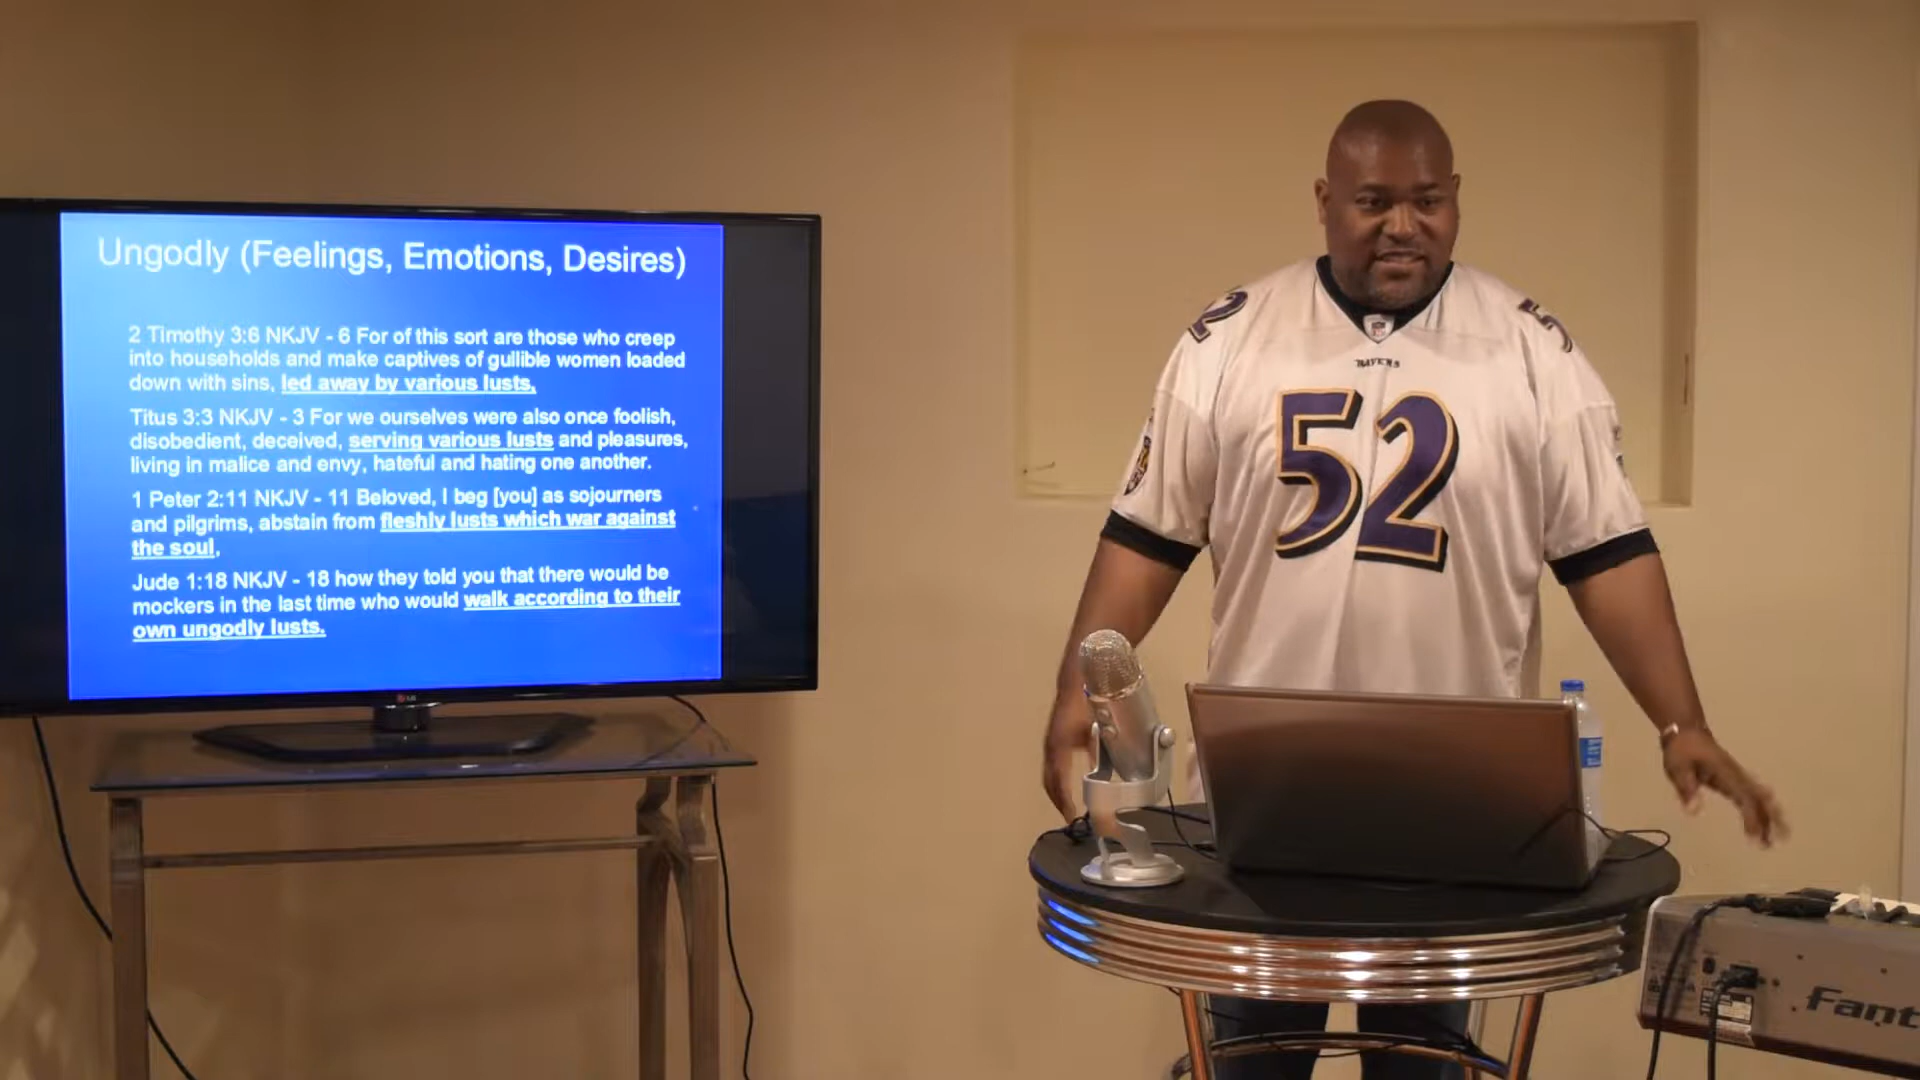 Ungodly (Feelings, Emotions, Desires)
2 Timothy 3:6 NKJV - 6 For of this sort are those who creep
into households and make captives of gullible women loaded
down with sins, led away by various lusts,
Titus 3:3 NKJV - 3 For we ourselves were also once foolish,
disobedient, deceived, serving various lusts and pleasures,
living in malice and envy, hateful and hating one another.
1 Peter 2:11 NKJV - 11 Beloved, I beg [you] as sojourners
and pilgrims, abstain from fleshly lusts which war against
the soul,
Jude 1:18 NKJV - 18 how they told you that there would be
mockers in the last time who would walk according to their
own ungodly lusts.
LG
2
52
RAVENS
52
Fant